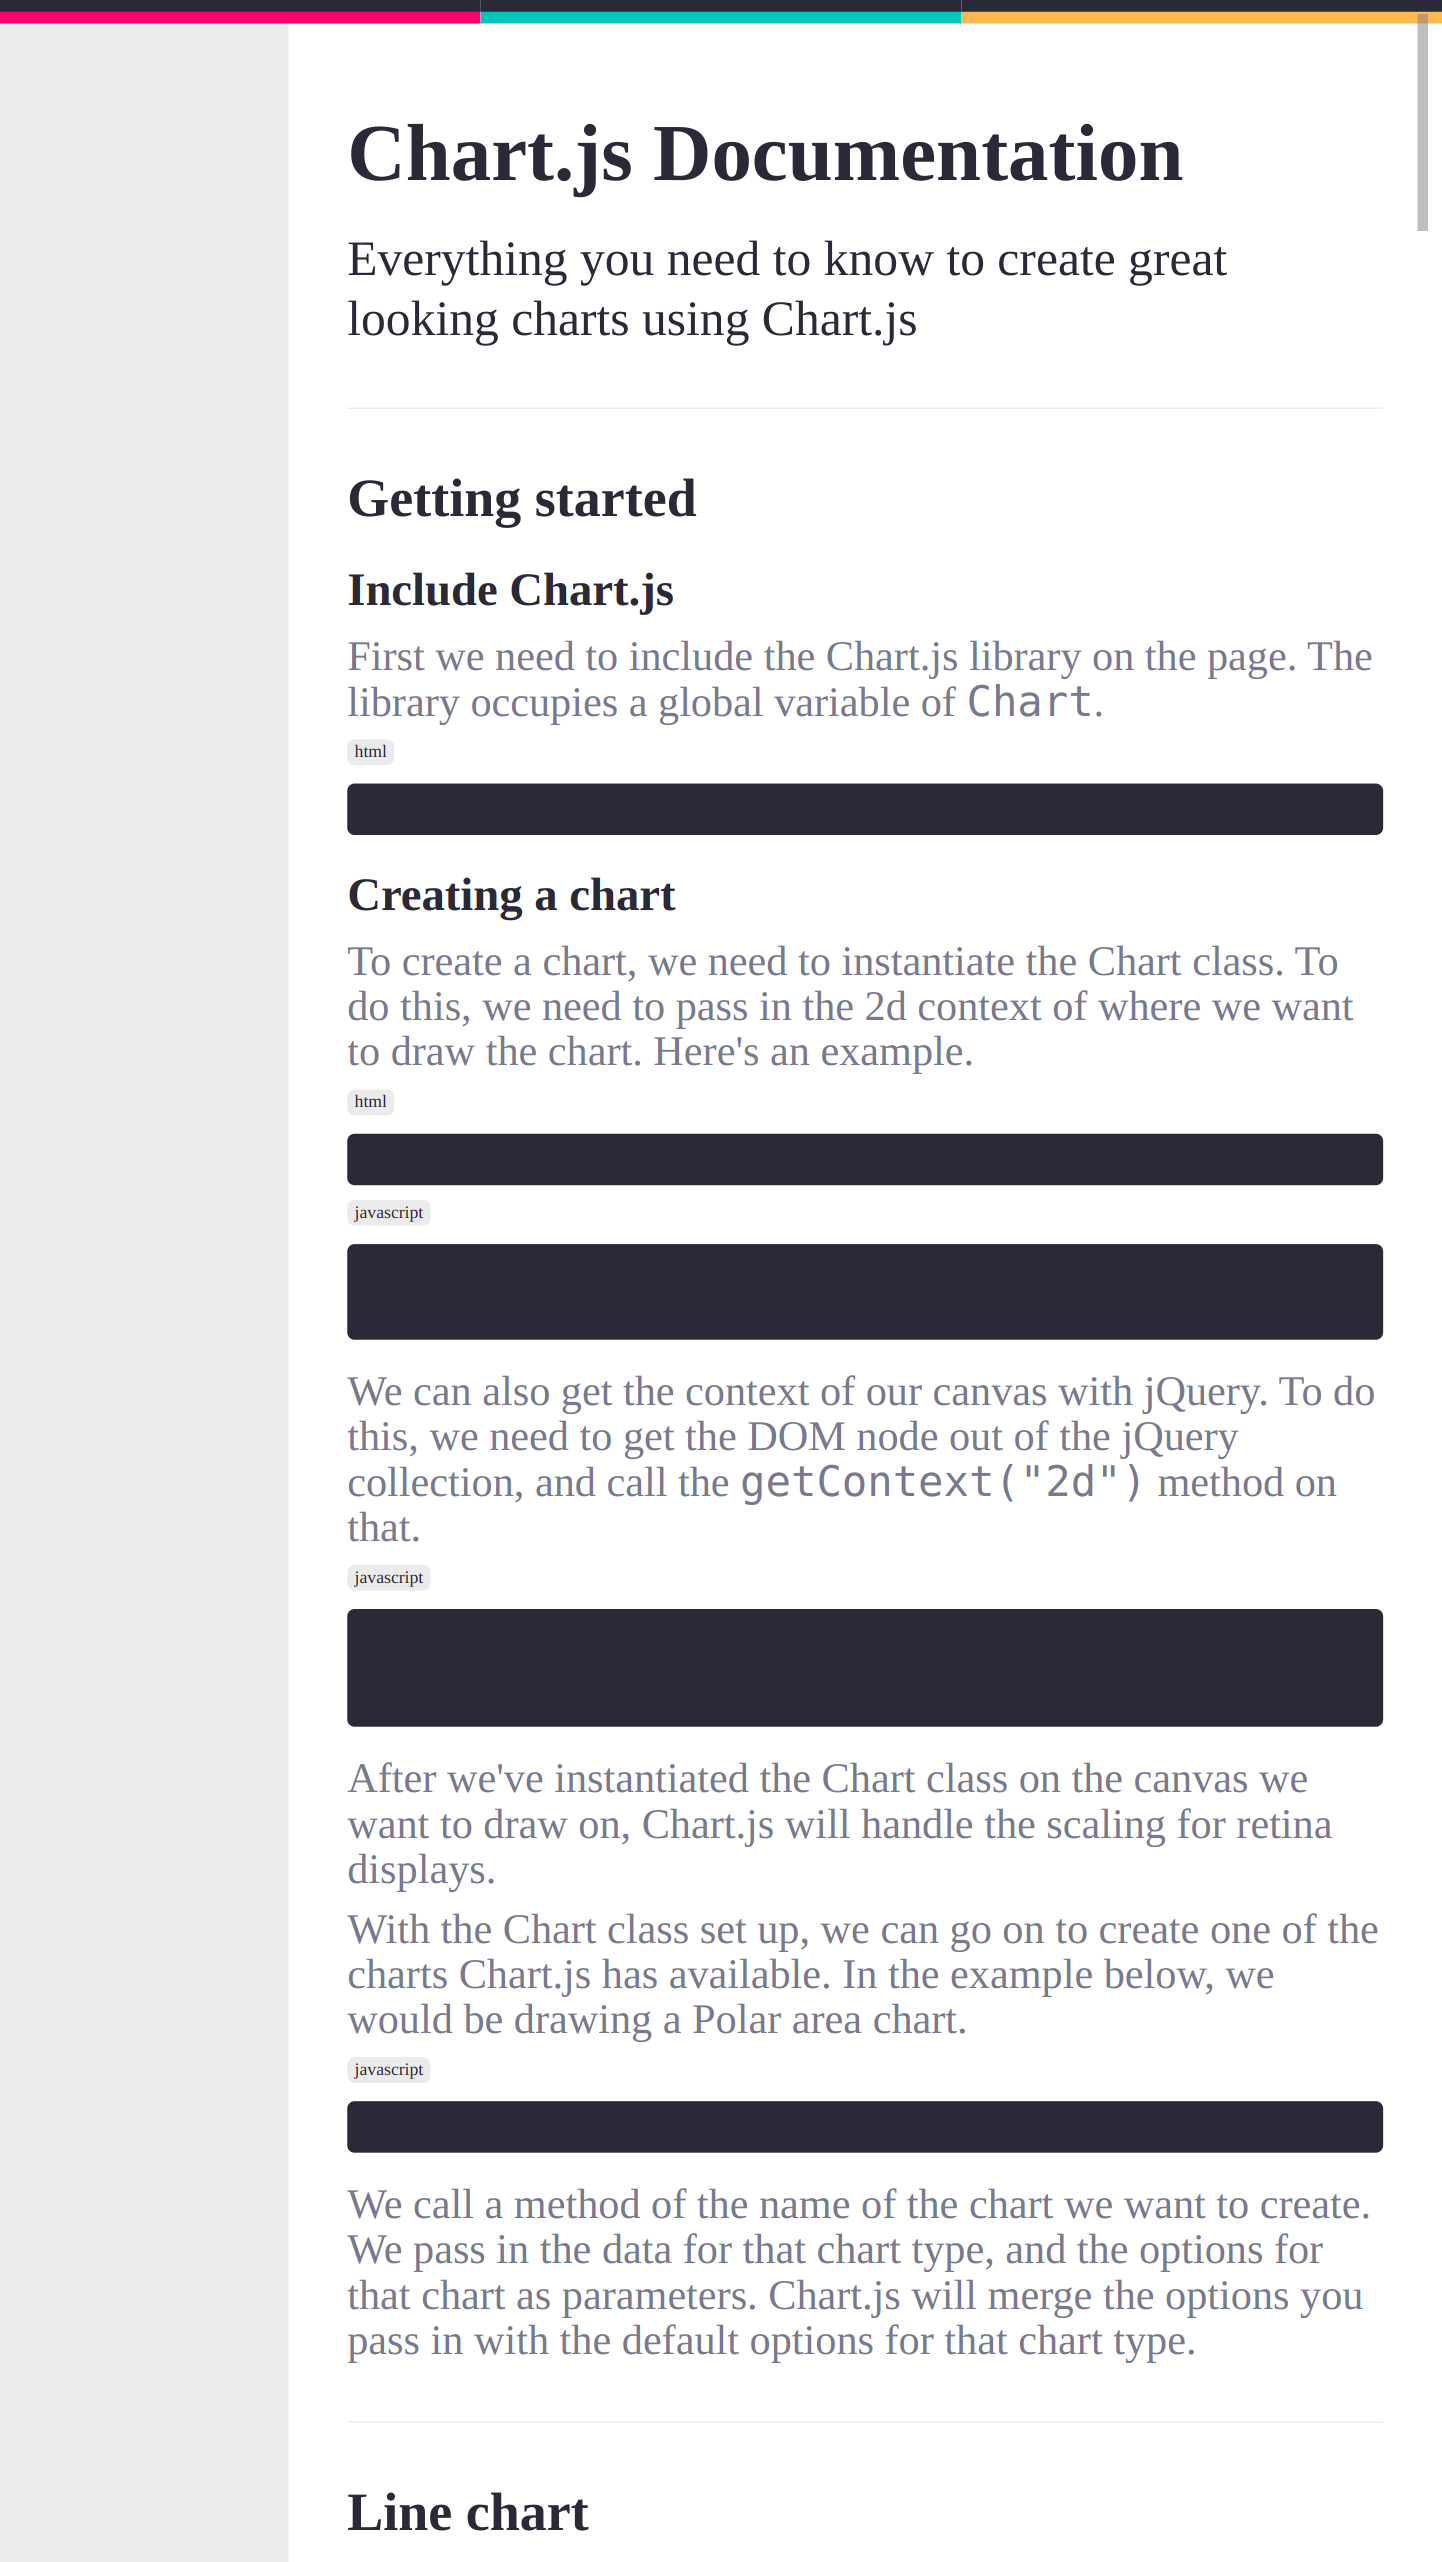 Chart.js Documentation
Everything you need to know to create great
looking charts using Chart.js
Getting started
Include Chart.js
First we need to include the Chart.js library on the page. The
library occupies a global variable of Chart.
html
Creating a chart
To create a chart, we need to instantiate the Chart class. To
do this, we need to pass in the 2d context of where we want
to draw the chart. Here's an example.
html
javascript
We can also get the context of our canvas with jQuery. To do
this, we need to get the DOM node out of the jQuery
collection, and call the getContext("2d") method on
that.
javascript
After we've instantiated the Chart class on the canvas we
want to draw on, Chart.js will handle the scaling for retina
displays.
With the Chart class set up, we can go on to create one of the
charts Chart.js has available. In the example below, we
would be drawing a Polar area chart.
javascript
We call a method of the name of the chart we want to create.
We pass in the data for that chart type, and the options for
that chart as parameters. Chart.js will merge the options you
pass in with the default options for that chart type.
Line chart